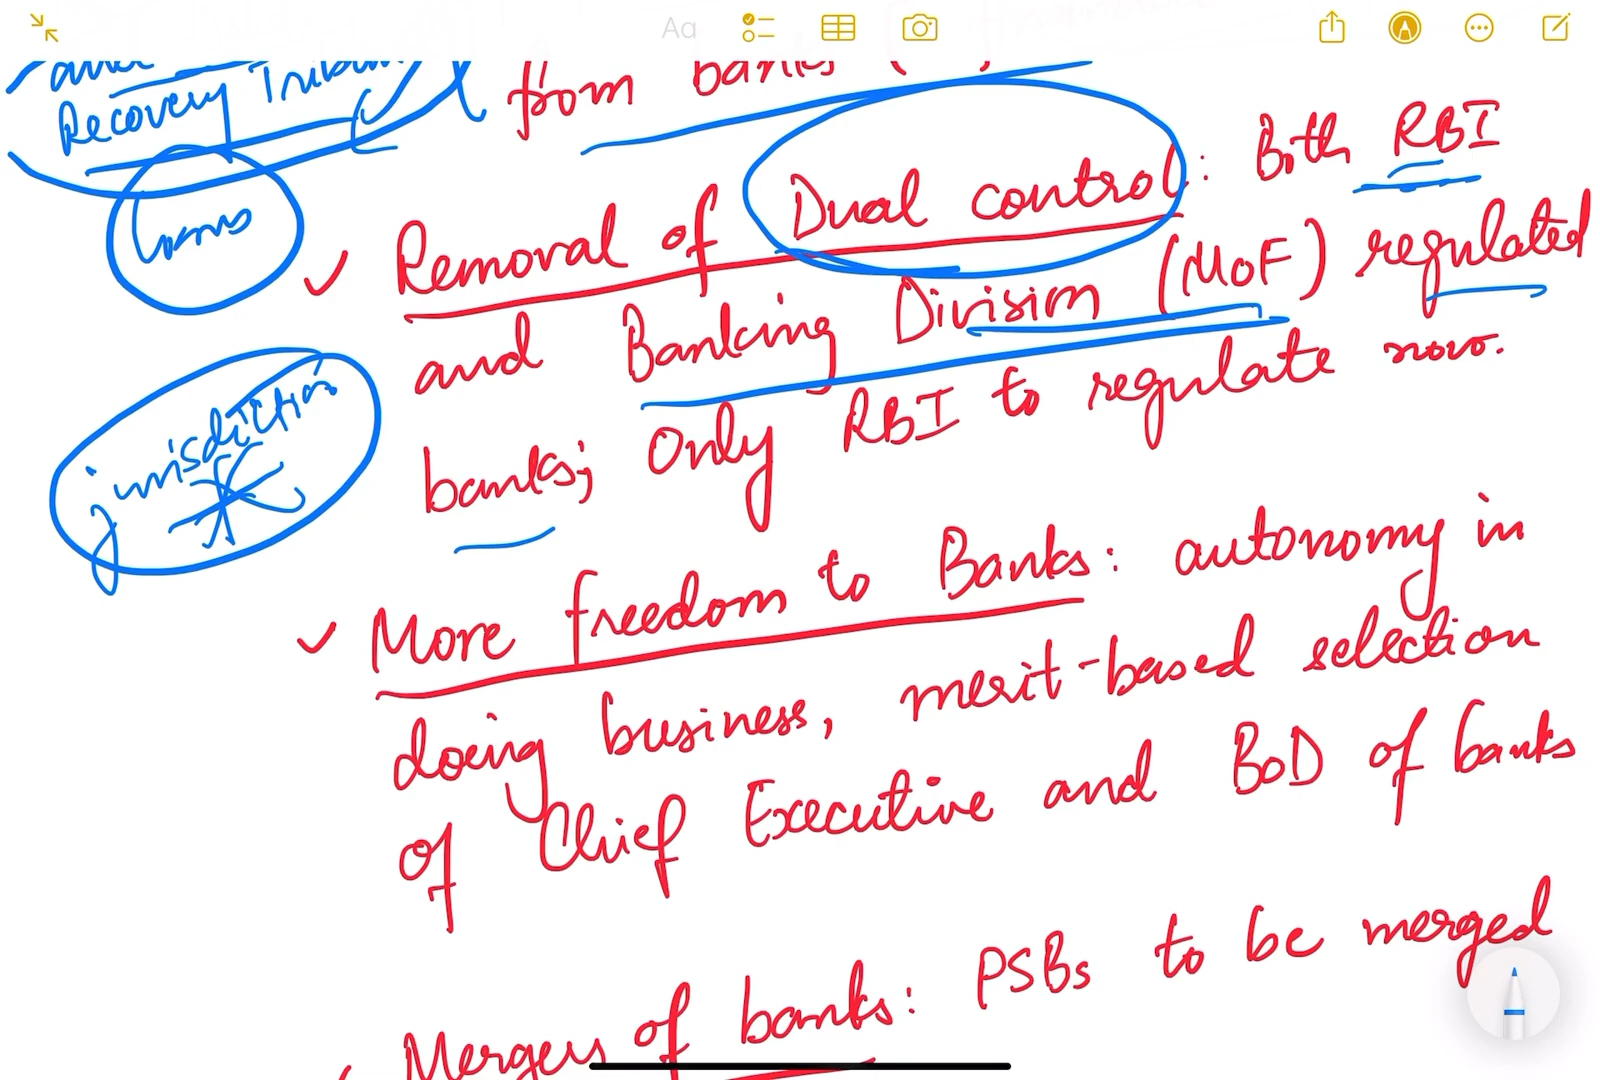 Aa
Recovery Tribun
from banks
loans
✓ Removal of Dual control: Both RBI
and Banking Division (MoF) regulated
banks; Only RBI to regulate now.
jurisdiction
✓ More freedom to Banks: autonomy in
doing business, merit-based selection
of Chief Executive and BoD of banks
Mergers of banks: PSBs to be merged